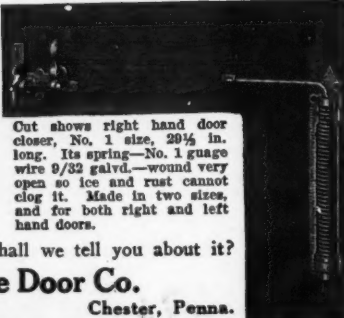 Cut shows right hand door
closer, No. 1 size, 29½ in.
long. Its spring—No. 1 guage
wire 9/32 galvd.—wound very
open so ice and rust cannot
clog it. Made in two sizes,
and for both right and left
hand doors.
hall we tell you about it?
e Door Co.
Chester, Penna.